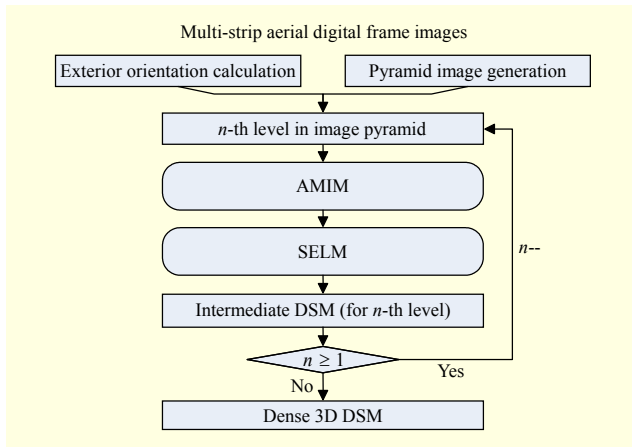 Multi-strip aerial digital frame images
Exterior orientation calculation
Pyramid image generation
n-th level in image pyramid
AMIM
SELM
n--
Intermediate DSM (for n-th level)
n ≥ 1
Yes
No
Dense 3D DSM